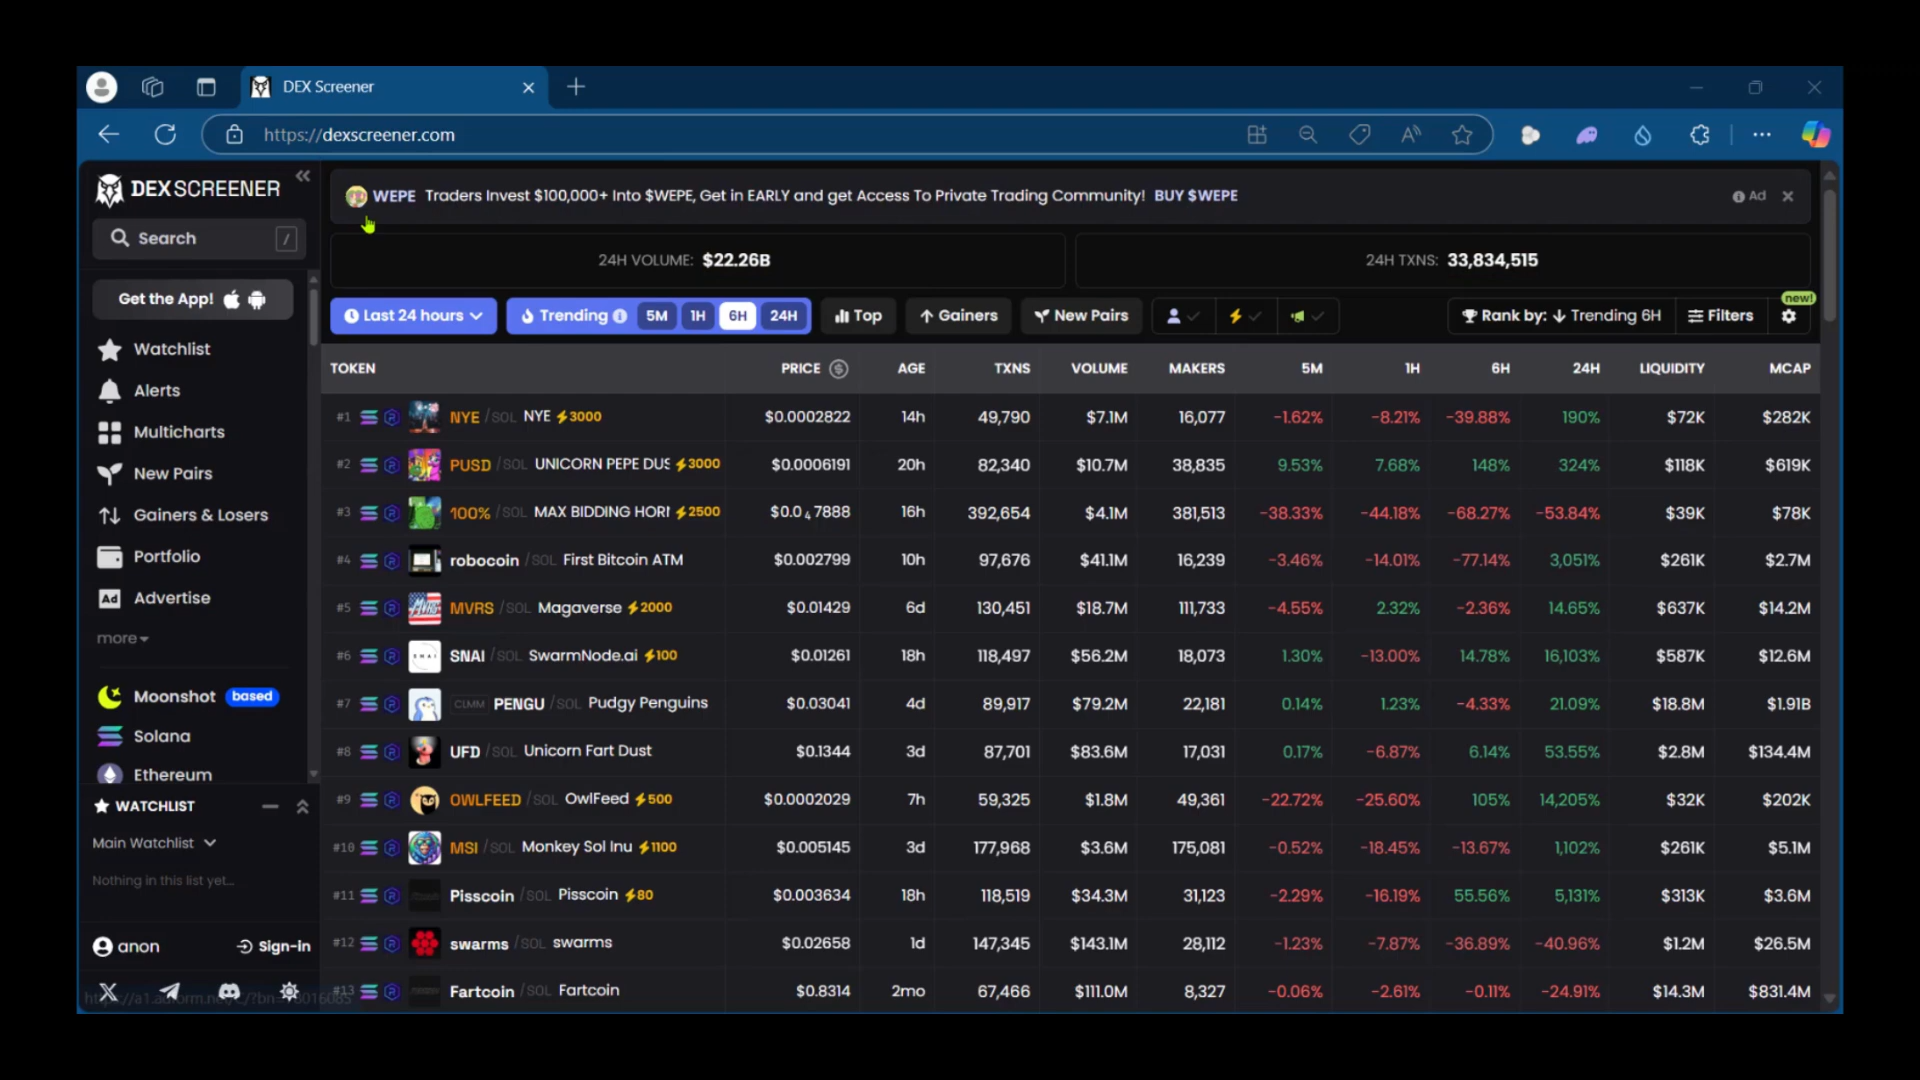 DEX Screener
https://dexscreener.com
DEX SCREENER
WEPE Traders Invest $100,000+ Into $WEPE, Get in EARLY and get Access To Private Trading Community! BUY $WEPE Ad
Search /
24H VOLUME: $22.26B 24H TXNS: 33,834,515
Get the App!
Last 24 hours Trending 5M 1H 6H 24H Top Gainers New Pairs Rank by: Trending 6H Filters new!
Watchlist
Alerts
Multicharts
New Pairs
Gainers & Losers
Portfolio
Ad Advertise
more
Moonshot based
Solana
Ethereum
WATCHLIST
Main Watchlist
Nothing in this list yet...
anon Sign-in
TOKEN PRICE AGE TXNS VOLUME MAKERS 5M 1H 6H 24H LIQUIDITY MCAP
#1 NYE /SOL NYE 3000 $0.0002822 14h 49,790 $7.1M 16,077 -1.62% -8.21% -39.88% 190% $72K $282K
#2 PUSD /SOL UNICORN PEPE DUS 3000 $0.0006191 20h 82,340 $10.7M 38,835 9.53% 7.68% 148% 324% $118K $619K
#3 100% /SOL MAX BIDDING HORI 2500 $0.0₄7888 16h 392,654 $4.1M 381,513 -38.33% -44.18% -68.27% -53.84% $39K $78K
#4 robocoin /SOL First Bitcoin ATM $0.002799 10h 97,676 $41.1M 16,239 -3.46% -14.01% -77.14% 3,051% $261K $2.7M
#5 MVRS /SOL Magaverse 2000 $0.01429 6d 130,451 $18.7M 111,733 -4.55% 2.32% -2.36% 14.65% $637K $14.2M
#6 SNAI /SOL SwarmNode.ai 100 $0.01261 18h 118,497 $56.2M 18,073 1.30% -13.00% 14.78% 16,103% $587K $12.6M
#7 CLMM PENGU /SOL Pudgy Penguins $0.03041 4d 89,917 $79.2M 22,181 0.14% 1.23% -4.33% 21.09% $18.8M $1.91B
#8 UFD /SOL Unicorn Fart Dust $0.1344 3d 87,701 $83.6M 17,031 0.17% -6.87% 6.14% 53.55% $2.8M $134.4M
#9 OWLFEED /SOL OwlFeed 500 $0.0002029 7h 59,325 $1.8M 49,361 -22.72% -25.60% 105% 14,205% $32K $202K
#10 MSI /SOL Monkey Sol Inu 1100 $0.005145 3d 177,968 $3.6M 175,081 -0.52% -18.45% -13.67% 1,102% $261K $5.1M
#11 Pisscoin /SOL Pisscoin 80 $0.003634 18h 118,519 $34.3M 31,123 -2.29% -16.19% 55.56% 5,131% $313K $3.6M
#12 swarms /SOL swarms $0.02658 1d 147,345 $143.1M 28,112 -1.23% -7.87% -36.89% -40.96% $1.2M $26.5M
#13 Fartcoin /SOL Fartcoin $0.8314 2mo 67,466 $111.0M 8,327 -0.06% -2.61% -0.11% -24.91% $14.3M $831.4M